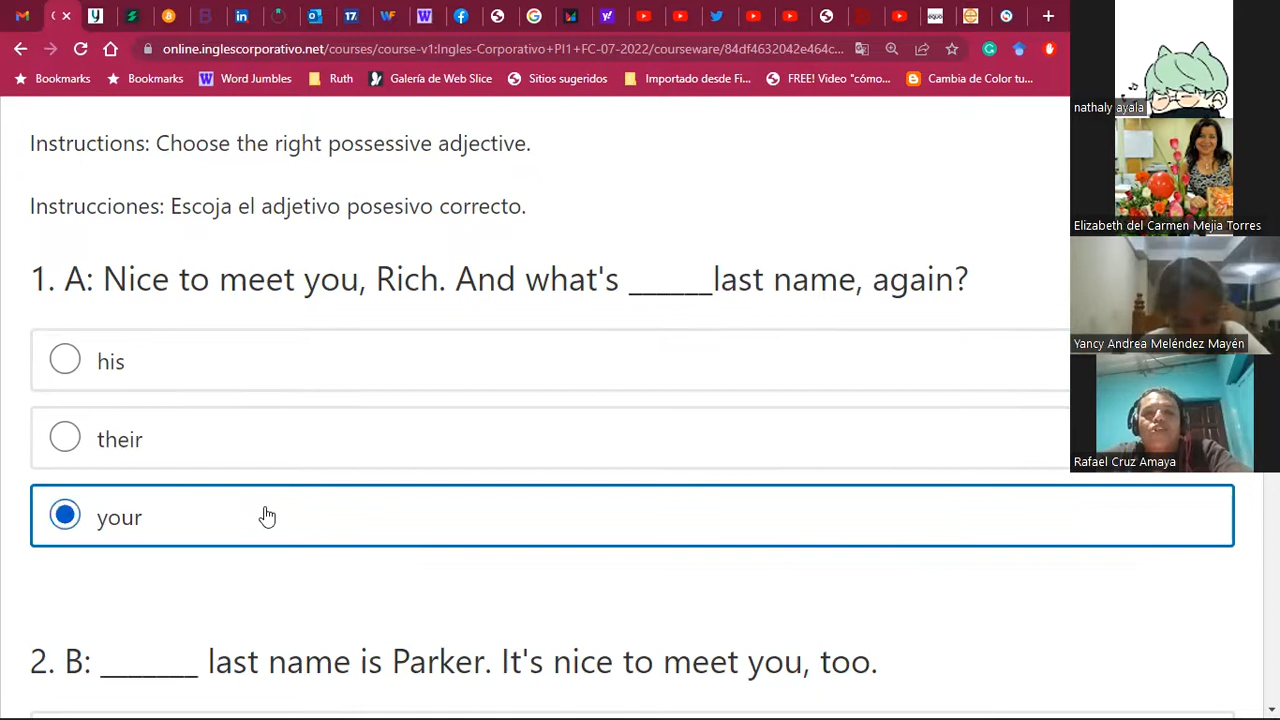 online.inglescorporativo.net/courses/course-v1:Ingles-Corporativo+PI1+FC-07-2022/courseware/84df4632042e464c...
Bookmarks Bookmarks Word Jumbles Ruth Galería de Web Slice Sitios sugeridos Importado desde Fi... FREE! Video "cómo... Cambia de Color tu...
Instructions: Choose the right possessive adjective.
Instrucciones: Escoja el adjetivo posesivo correcto.
1. A: Nice to meet you, Rich. And what's ______last name, again?
his
their
your
2. B: _______ last name is Parker. It's nice to meet you, too.
nathaly ayala
Elizabeth del Carmen Mejia Torres
Yancy Andrea Meléndez Mayén
Rafael Cruz Amaya